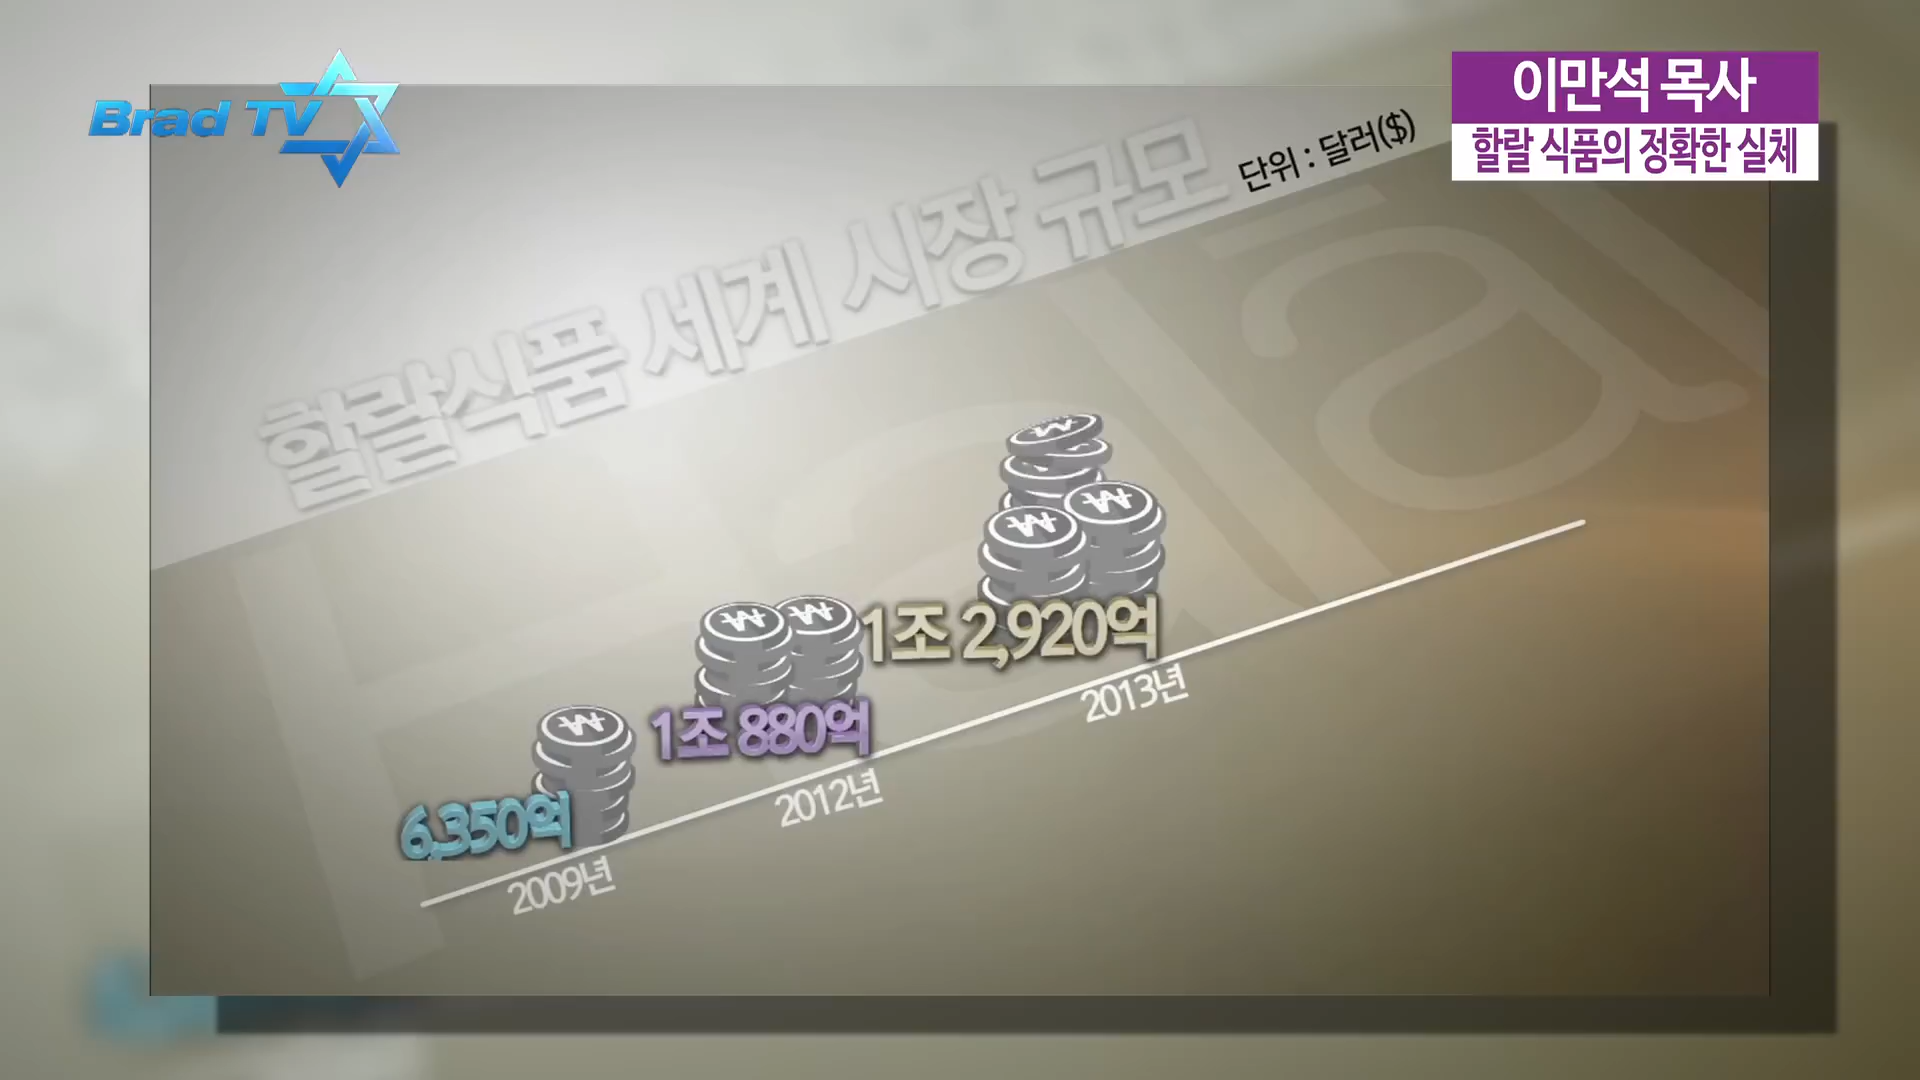 Brad TV
이만석 목사
할랄 식품의 정확한 실체
할랄식품 세계 시장 규모
단위 : 달러($)
Halal
1조 2,920억
2013년
1조 880억
2012년
6,350억
2009년